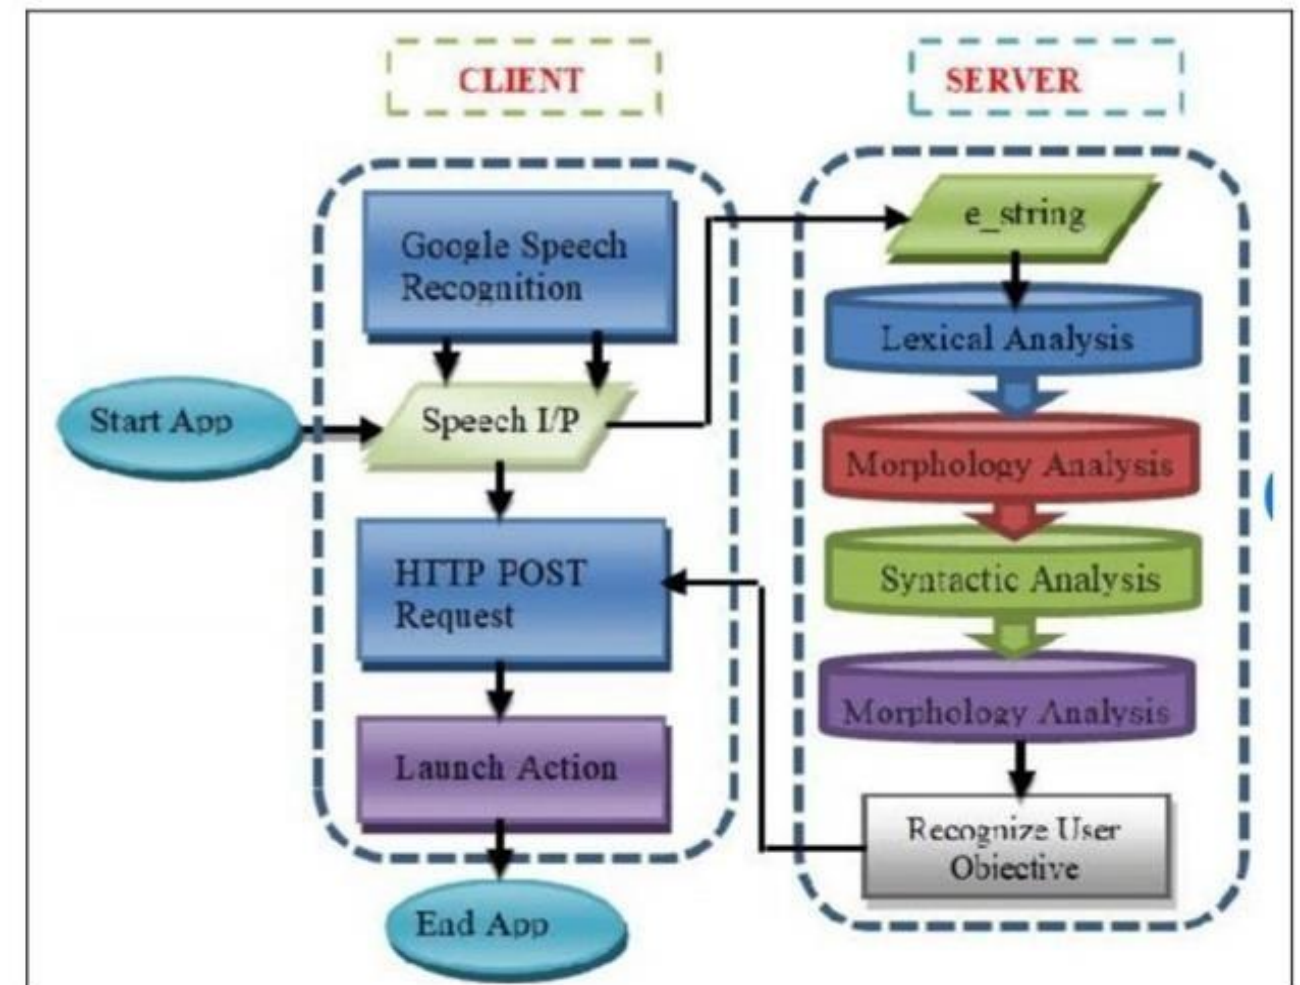 CLIENT
SERVER
Google Speech
Recognition
e_string
Lexical Analysis
Start App
Speech I/P
Morphology Analysis
HTTP POST
Request
Syntactic Analysis
Morphology Analysis
Launch Action
Recognize User
Objective
End App